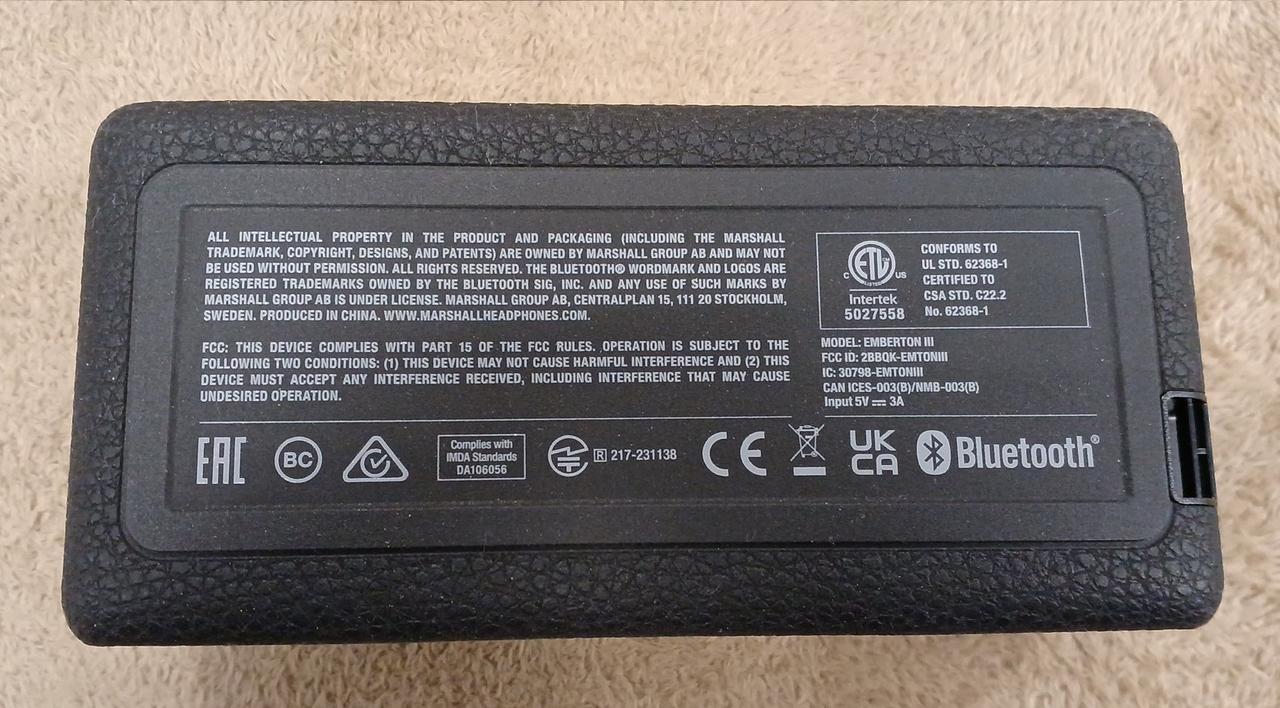 ALL INTELLECTUAL PROPERTY IN THE PRODUCT AND PACKAGING (INCLUDING THE MARSHALL
TRADEMARK, COPYRIGHT, DESIGNS, AND PATENTS) ARE OWNED BY MARSHALL GROUP AB AND MAY NOT
BE USED WITHOUT PERMISSION. ALL RIGHTS RESERVED. THE BLUETOOTH® WORDMARK AND LOGOS ARE
REGISTERED TRADEMARKS OWNED BY THE BLUETOOTH SIG, INC. AND ANY USE OF SUCH MARKS BY
MARSHALL GROUP AB IS UNDER LICENSE. MARSHALL GROUP AB, CENTRALPLAN 15, 111 20 STOCKHOLM,
SWEDEN. PRODUCED IN CHINA. WWW.MARSHALLHEADPHONES.COM.
FCC: THIS DEVICE COMPLIES WITH PART 15 OF THE FCC RULES. OPERATION IS SUBJECT TO THE
FOLLOWING TWO CONDITIONS: (1) THIS DEVICE MAY NOT CAUSE HARMFUL INTERFERENCE AND (2) THIS
DEVICE MUST ACCEPT ANY INTERFERENCE RECEIVED, INCLUDING INTERFERENCE THAT MAY CAUSE
UNDESIRED OPERATION.
C ETL US
LISTED
Intertek
5027558
CONFORMS TO
UL STD. 62368-1
CERTIFIED TO
CSA STD. C22.2
No. 62368-1
MODEL: EMBERTON III
FCC ID: 2BBQK-EMTONIII
IC: 30798-EMTONIII
CAN ICES-003(B)/NMB-003(B)
Input 5V ⎓ 3A
EAC
BC
Complies with
IMDA Standards
DA106056
R 217-231138
CE
UK
CA
Bluetooth®